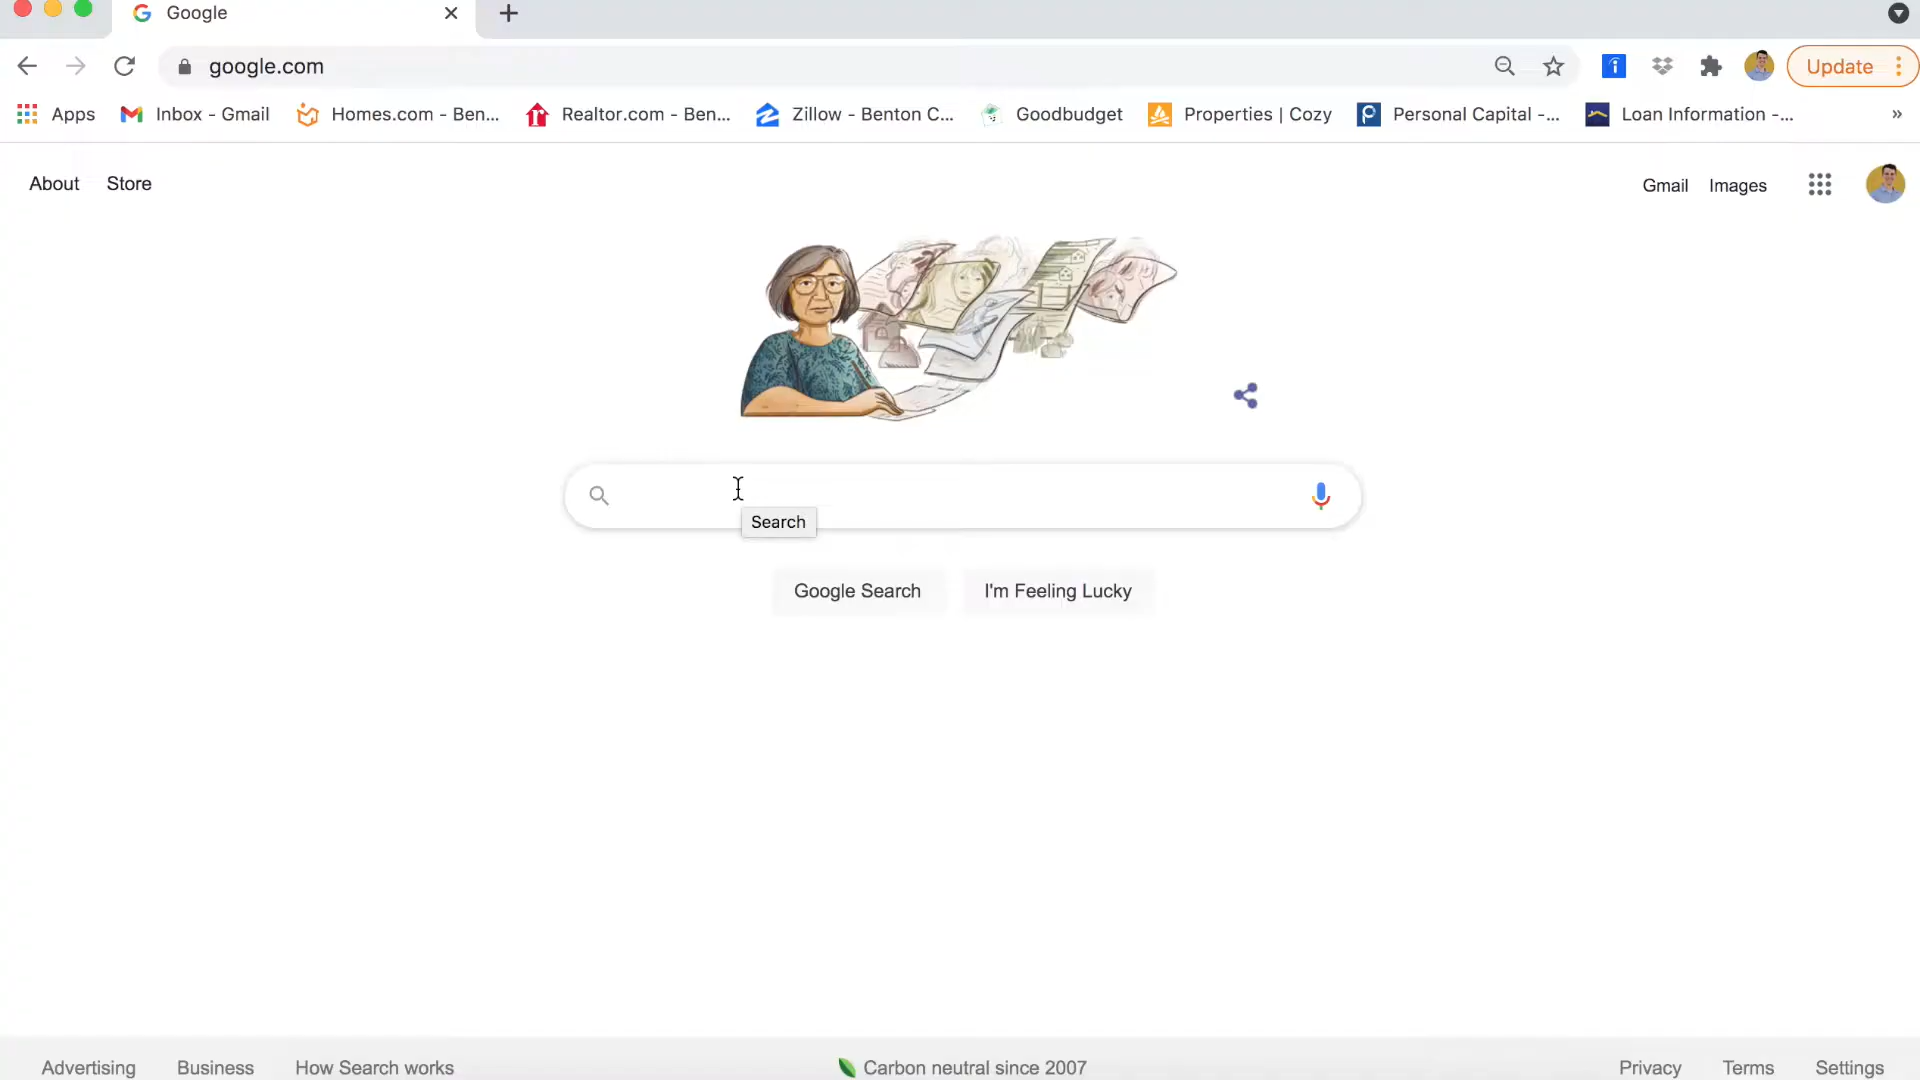 Google
google.com
Update
Apps
Inbox - Gmail
Homes.com - Ben...
Realtor.com - Ben...
Zillow - Benton C...
Goodbudget
Properties | Cozy
Personal Capital -...
Loan Information -...
»
About
Store
Gmail
Images
Search
Google Search
I'm Feeling Lucky
Advertising
Business
How Search works
Carbon neutral since 2007
Privacy
Terms
Settings